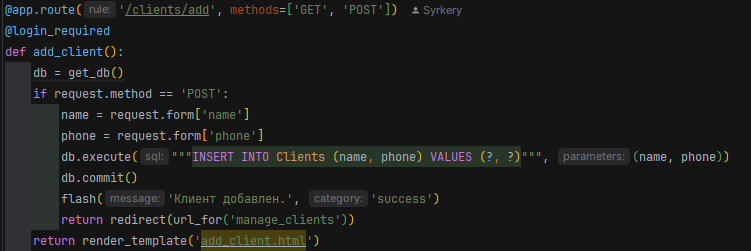 @app.route( rule: '/clients/add', methods=['GET', 'POST']) Syrkery
@login_required
def add_client():
    db = get_db()
    if request.method == 'POST':
        name = request.form['name']
        phone = request.form['phone']
        db.execute( sql: """INSERT INTO Clients (name, phone) VALUES (?, ?)""", parameters: (name, phone))
        db.commit()
        flash( message: 'Клиент добавлен.', category: 'success')
        return redirect(url_for('manage_clients'))
    return render_template('add_client.html')